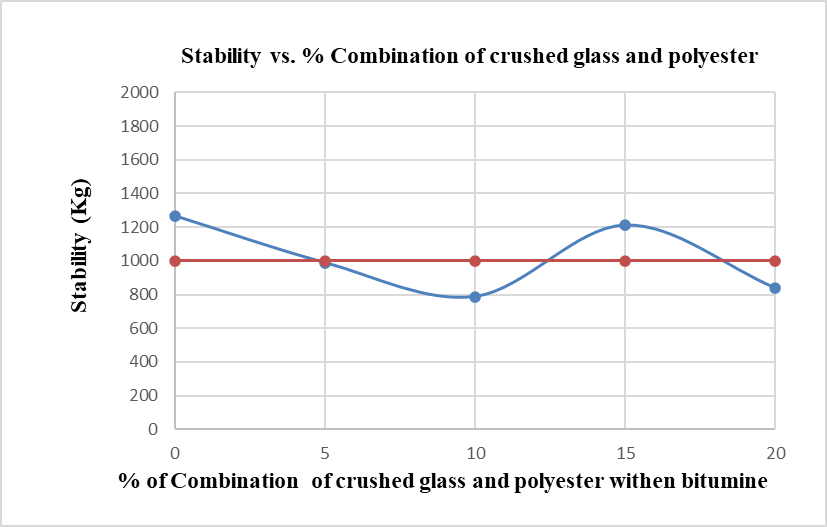 Stability vs. % Combination of crushed glass and polyester
2000
1800
1600
1400
1200
1000
800
600
400
200
0
Stability (Kg)
0 5 10 15 20
% of Combination of crushed glass and polyester withen bitumine